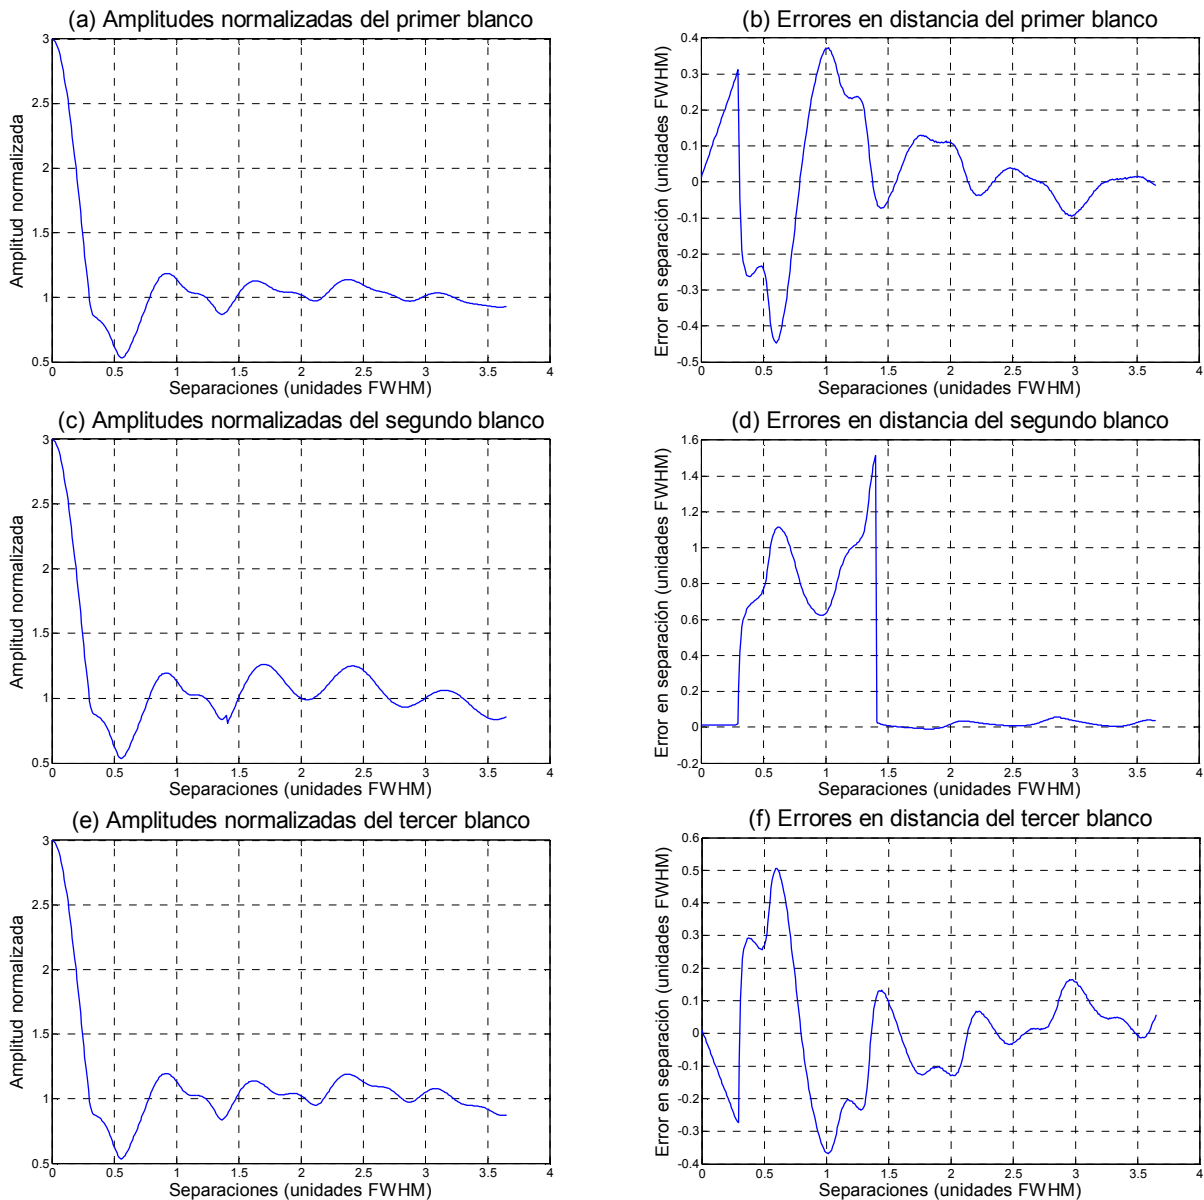 (a) Amplitudes normalizadas del primer blanco
3
2.5
2
1.5
1
0.5
0 0.5 1 1.5 2 2.5 3 3.5 4
Amplitud normalizada
Separaciones (unidades FWHM)
(b) Errores en distancia del primer blanco
0.4
0.3
0.2
0.1
0
-0.1
-0.2
-0.3
-0.4
-0.5
0 0.5 1 1.5 2 2.5 3 3.5 4
Error en separación (unidades FWHM)
Separaciones (unidades FWHM)
(c) Amplitudes normalizadas del segundo blanco
3
2.5
2
1.5
1
0.5
0 0.5 1 1.5 2 2.5 3 3.5 4
Amplitud normalizada
Separaciones (unidades FWHM)
(d) Errores en distancia del segundo blanco
1.6
1.4
1.2
1
0.8
0.6
0.4
0.2
0
-0.2
0 0.5 1 1.5 2 2.5 3 3.5 4
Error en separación (unidades FWHM)
Separaciones (unidades FWHM)
(e) Amplitudes normalizadas del tercer blanco
3
2.5
2
1.5
1
0.5
0 0.5 1 1.5 2 2.5 3 3.5 4
Amplitud normalizada
Separaciones (unidades FWHM)
(f) Errores en distancia del tercer blanco
0.6
0.5
0.4
0.3
0.2
0.1
0
-0.1
-0.2
-0.3
-0.4
0 0.5 1 1.5 2 2.5 3 3.5 4
Error en separación (unidades FWHM)
Separaciones (unidades FWHM)